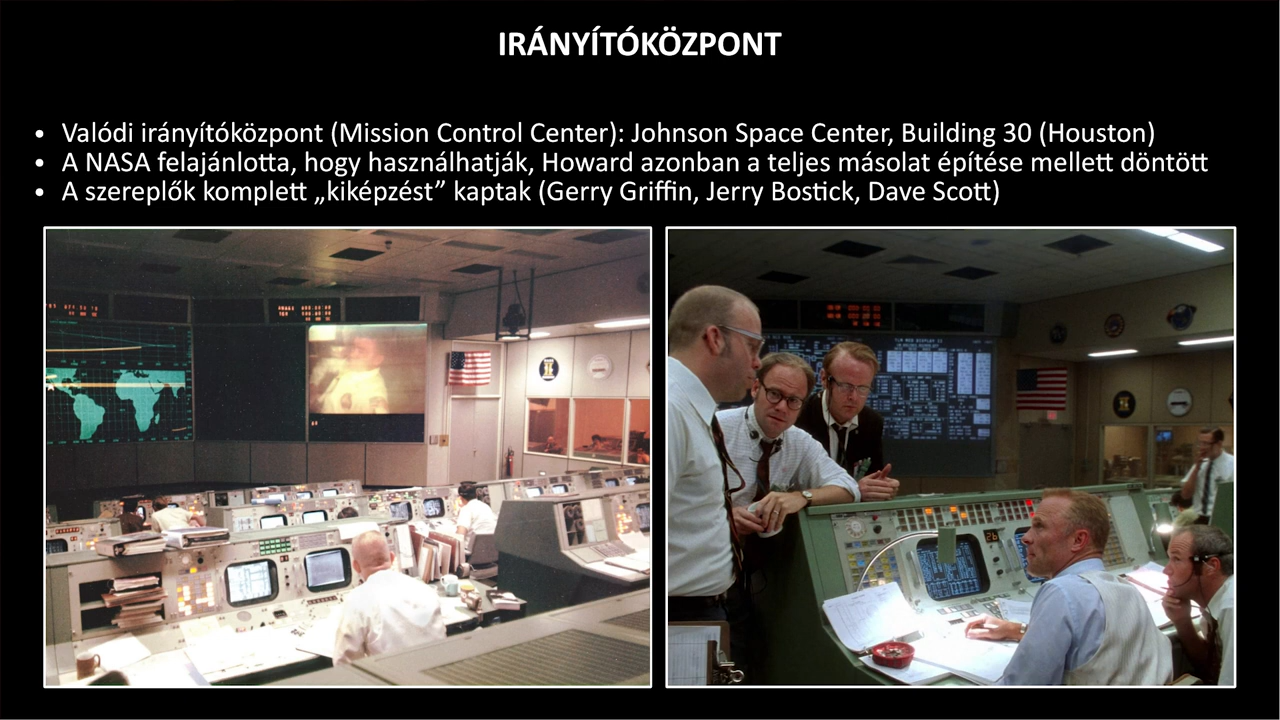 IRÁNYÍTÓKÖZPONT
• Valódi irányítóközpont (Mission Control Center): Johnson Space Center, Building 30 (Houston)
• A NASA felajánlotta, hogy használhatják, Howard azonban a teljes másolat építése mellett döntött
• A szereplők komplett „kiképzést” kaptak (Gerry Griffin, Jerry Bostick, Dave Scott)